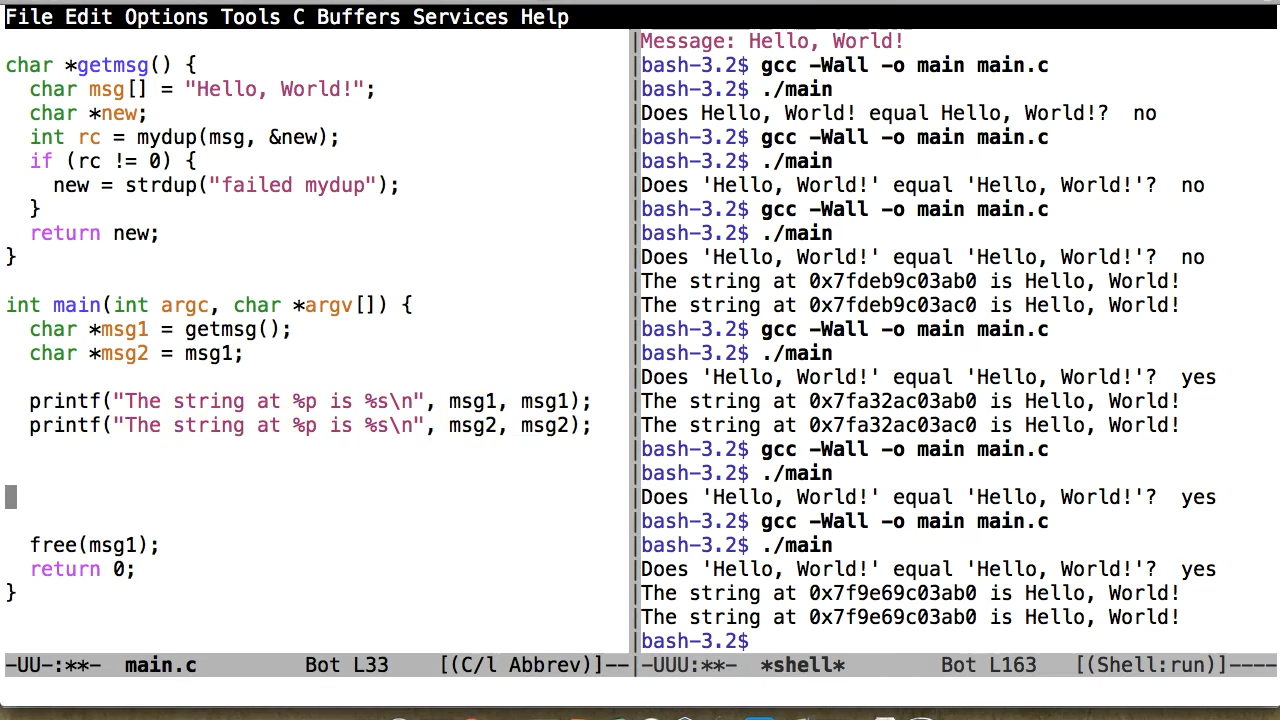 File Edit Options Tools C Buffers Services Help
char *getmsg() {
  char msg[] = "Hello, World!";
  char *new;
  int rc = mydup(msg, &new);
  if (rc != 0) {
    new = strdup("failed mydup");
  }
  return new;
}
int main(int argc, char *argv[]) {
  char *msg1 = getmsg();
  char *msg2 = msg1;
  printf("The string at %p is %s\n", msg1, msg1);
  printf("The string at %p is %s\n", msg2, msg2);
  free(msg1);
  return 0;
}
-UU-:**-  main.c         Bot L33    [(C/l Abbrev)]--
Message: Hello, World!
bash-3.2$ gcc -Wall -o main main.c
bash-3.2$ ./main
Does Hello, World! equal Hello, World!?  no
bash-3.2$ gcc -Wall -o main main.c
bash-3.2$ ./main
Does 'Hello, World!' equal 'Hello, World!'?  no
bash-3.2$ gcc -Wall -o main main.c
bash-3.2$ ./main
Does 'Hello, World!' equal 'Hello, World!'?  no
The string at 0x7fdeb9c03ab0 is Hello, World!
The string at 0x7fdeb9c03ac0 is Hello, World!
bash-3.2$ gcc -Wall -o main main.c
bash-3.2$ ./main
Does 'Hello, World!' equal 'Hello, World!'?  yes
The string at 0x7fa32ac03ab0 is Hello, World!
The string at 0x7fa32ac03ac0 is Hello, World!
bash-3.2$ gcc -Wall -o main main.c
bash-3.2$ ./main
Does 'Hello, World!' equal 'Hello, World!'?  yes
bash-3.2$ gcc -Wall -o main main.c
bash-3.2$ ./main
Does 'Hello, World!' equal 'Hello, World!'?  yes
The string at 0x7f9e69c03ab0 is Hello, World!
The string at 0x7f9e69c03ab0 is Hello, World!
bash-3.2$
-UUU:**-  *shell*        Bot L163   [(Shell:run)]----